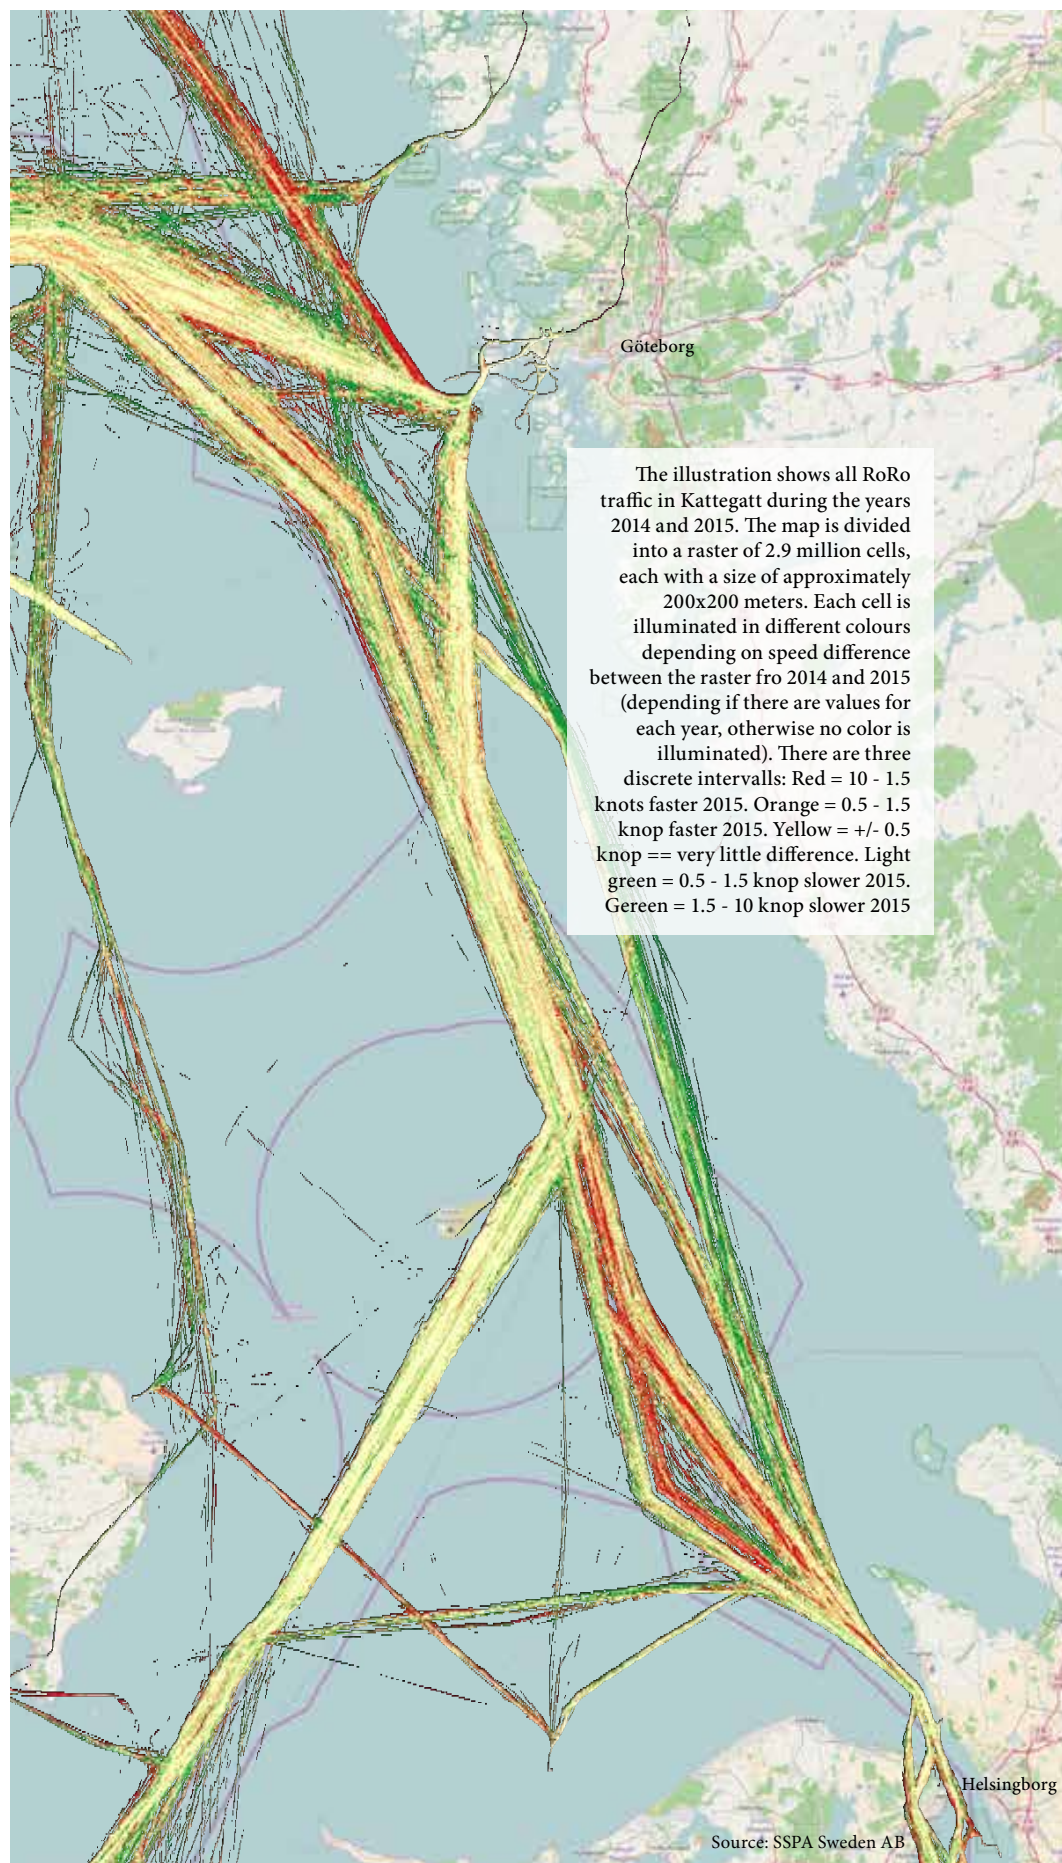 Göteborg
The illustration shows all RoRo
traffic in Kattegatt during the years
2014 and 2015. The map is divided
into a raster of 2.9 million cells,
each with a size of approximately
200x200 meters. Each cell is
illuminated in different colours
depending on speed difference
between the raster fro 2014 and 2015
(depending if there are values for
each year, otherwise no color is
illuminated). There are three
discrete intervalls: Red = 10 - 1.5
knots faster 2015. Orange = 0.5 - 1.5
knop faster 2015. Yellow = +/- 0.5
knop == very little difference. Light
green = 0.5 - 1.5 knop slower 2015.
Gereen = 1.5 - 10 knop slower 2015
Helsingborg
Source: SSPA Sweden AB